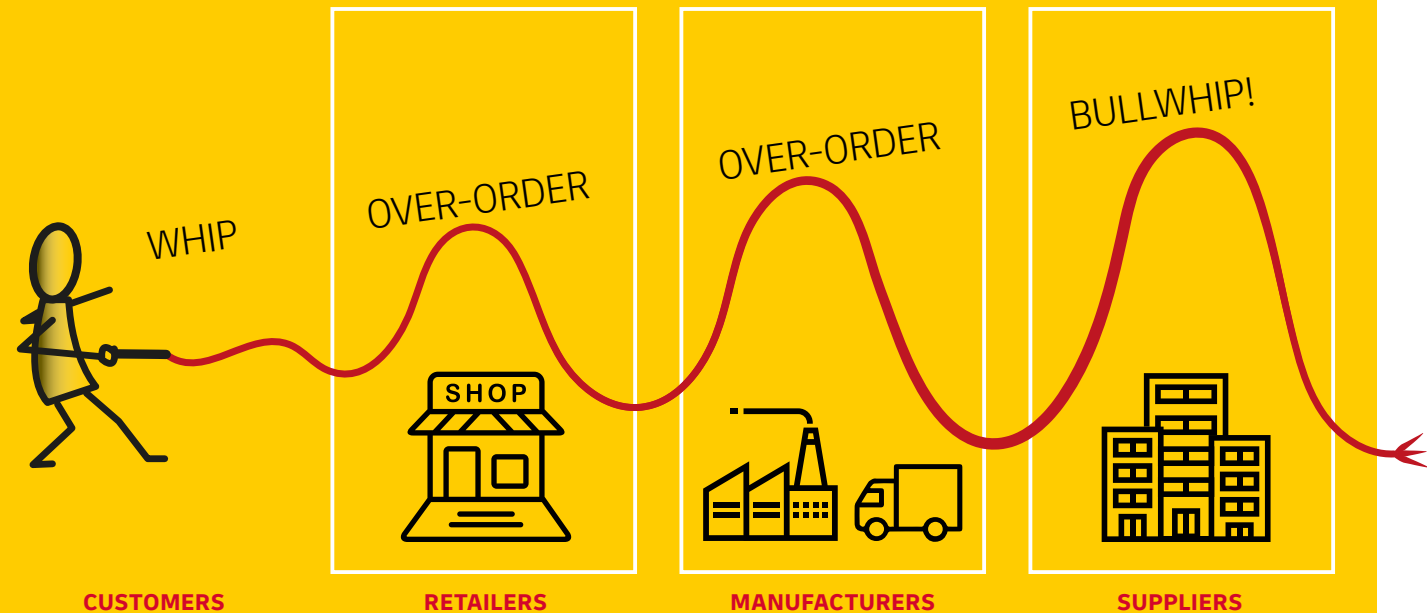 WHIP
OVER-ORDER
OVER-ORDER
BULLWHIP!
SHOP
CUSTOMERS
RETAILERS
MANUFACTURERS
SUPPLIERS